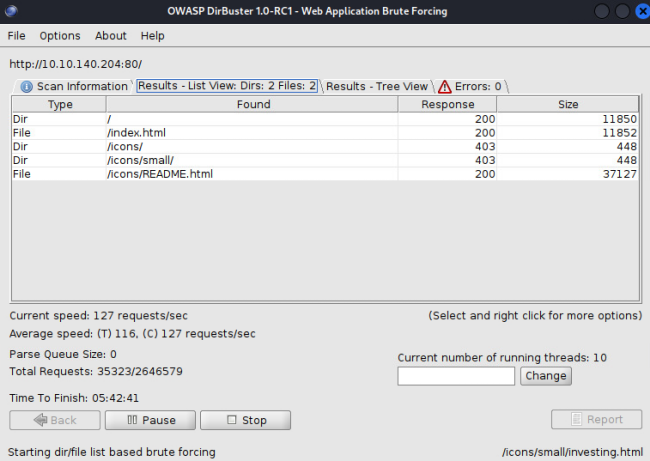 OWASP DirBuster 1.0-RC1 - Web Application Brute Forcing
File Options About Help
http://10.10.140.204:80/
Scan Information Results - List View: Dirs: 2 Files: 2 Results - Tree View Errors: 0
Type Found Response Size
Dir / 200 11850
File /index.html 200 11852
Dir /icons/ 403 448
Dir /icons/small/ 403 448
File /icons/README.html 200 37127
Current speed: 127 requests/sec (Select and right click for more options)
Average speed: (T) 116, (C) 127 requests/sec
Parse Queue Size: 0
Current number of running threads: 10
Total Requests: 35323/2646579
Change
Time To Finish: 05:42:41
Back Pause Stop Report
Starting dir/file list based brute forcing /icons/small/investing.html